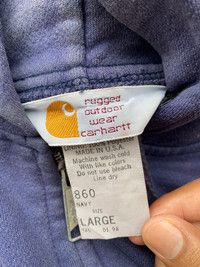 rugged
outdoor
wear
carhartt
MADE IN U.S.A.
Machine wash cold
With like colors
Do not use bleach
Line dry
860
NAVY
SIZE
LARGE